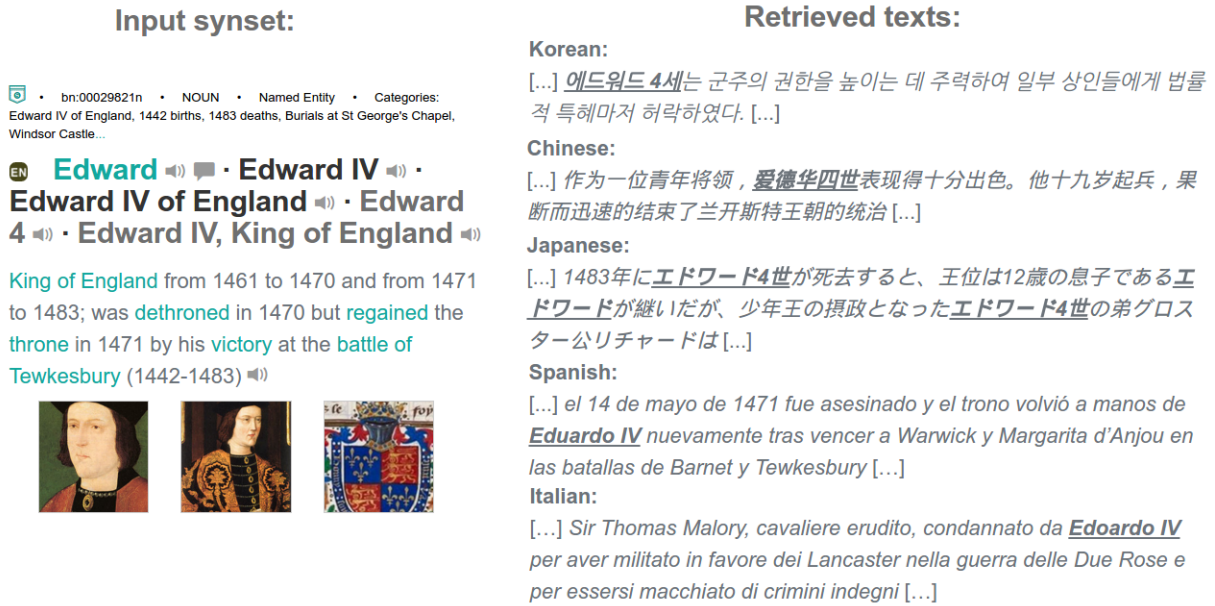 Input synset:
• bn:00029821n • NOUN • Named Entity • Categories:
Edward IV of England, 1442 births, 1483 deaths, Burials at St George's Chapel,
Windsor Castle...
EN Edward · Edward IV ·
Edward IV of England · Edward
4 · Edward IV, King of England
King of England from 1461 to 1470 and from 1471
to 1483; was dethroned in 1470 but regained the
throne in 1471 by his victory at the battle of
Tewkesbury (1442-1483)
Retrieved texts:
Korean:
[...] 에드워드 4세는 군주의 권한을 높이는 데 주력하여 일부 상인들에게 법률
적 특혜마저 허락하였다. [...]
Chinese:
[...] 作为一位青年将领，爱德华四世表现得十分出色。他十九岁起兵，果
断而迅速的结束了兰开斯特王朝的统治 [...]
Japanese:
[...] 1483年にエドワード4世が死去すると、王位は12歳の息子であるエ
ドワードが継いだが、少年王の摂政となったエドワード4世の弟グロス
ター公リチャードは [...]
Spanish:
[...] el 14 de mayo de 1471 fue asesinado y el trono volvió a manos de
Eduardo IV nuevamente tras vencer a Warwick y Margarita d'Anjou en
las batallas de Barnet y Tewkesbury […]
Italian:
[…] Sir Thomas Malory, cavaliere erudito, condannato da Edoardo IV
per aver militato in favore dei Lancaster nella guerra delle Due Rose e
per essersi macchiato di crimini indegni […]